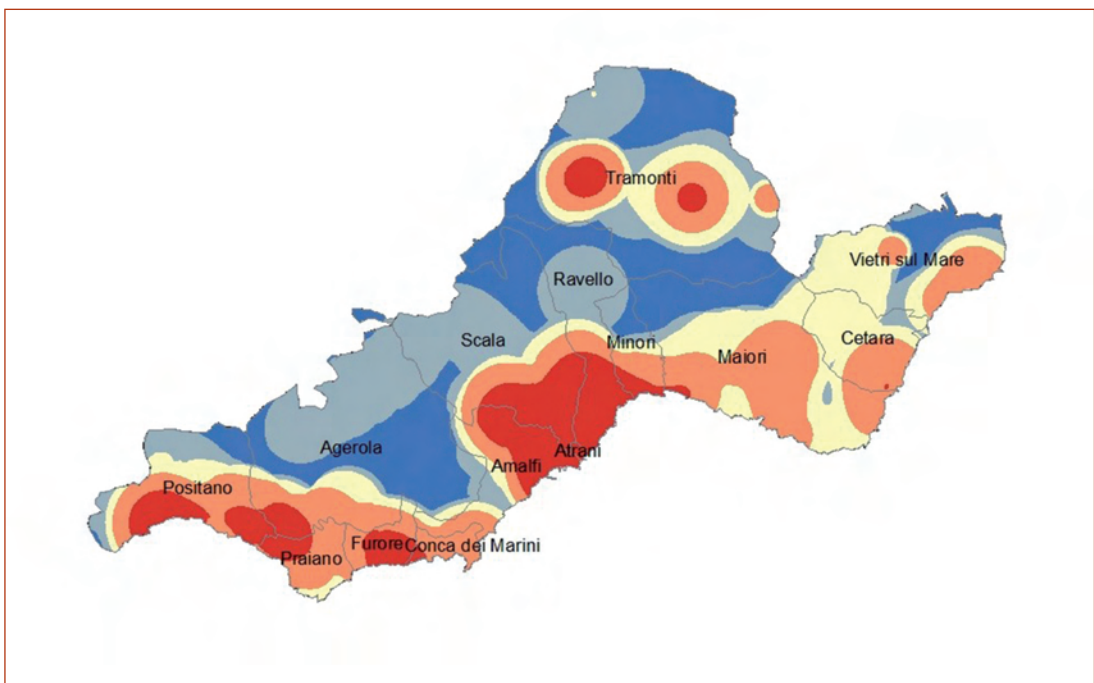 Tramonti
Vietri sul Mare
Ravello
Scala
Minori
Maiori
Cetara
Agerola
Amalfi
Atrani
Positano
Praiano
Furore
Conca dei Marini